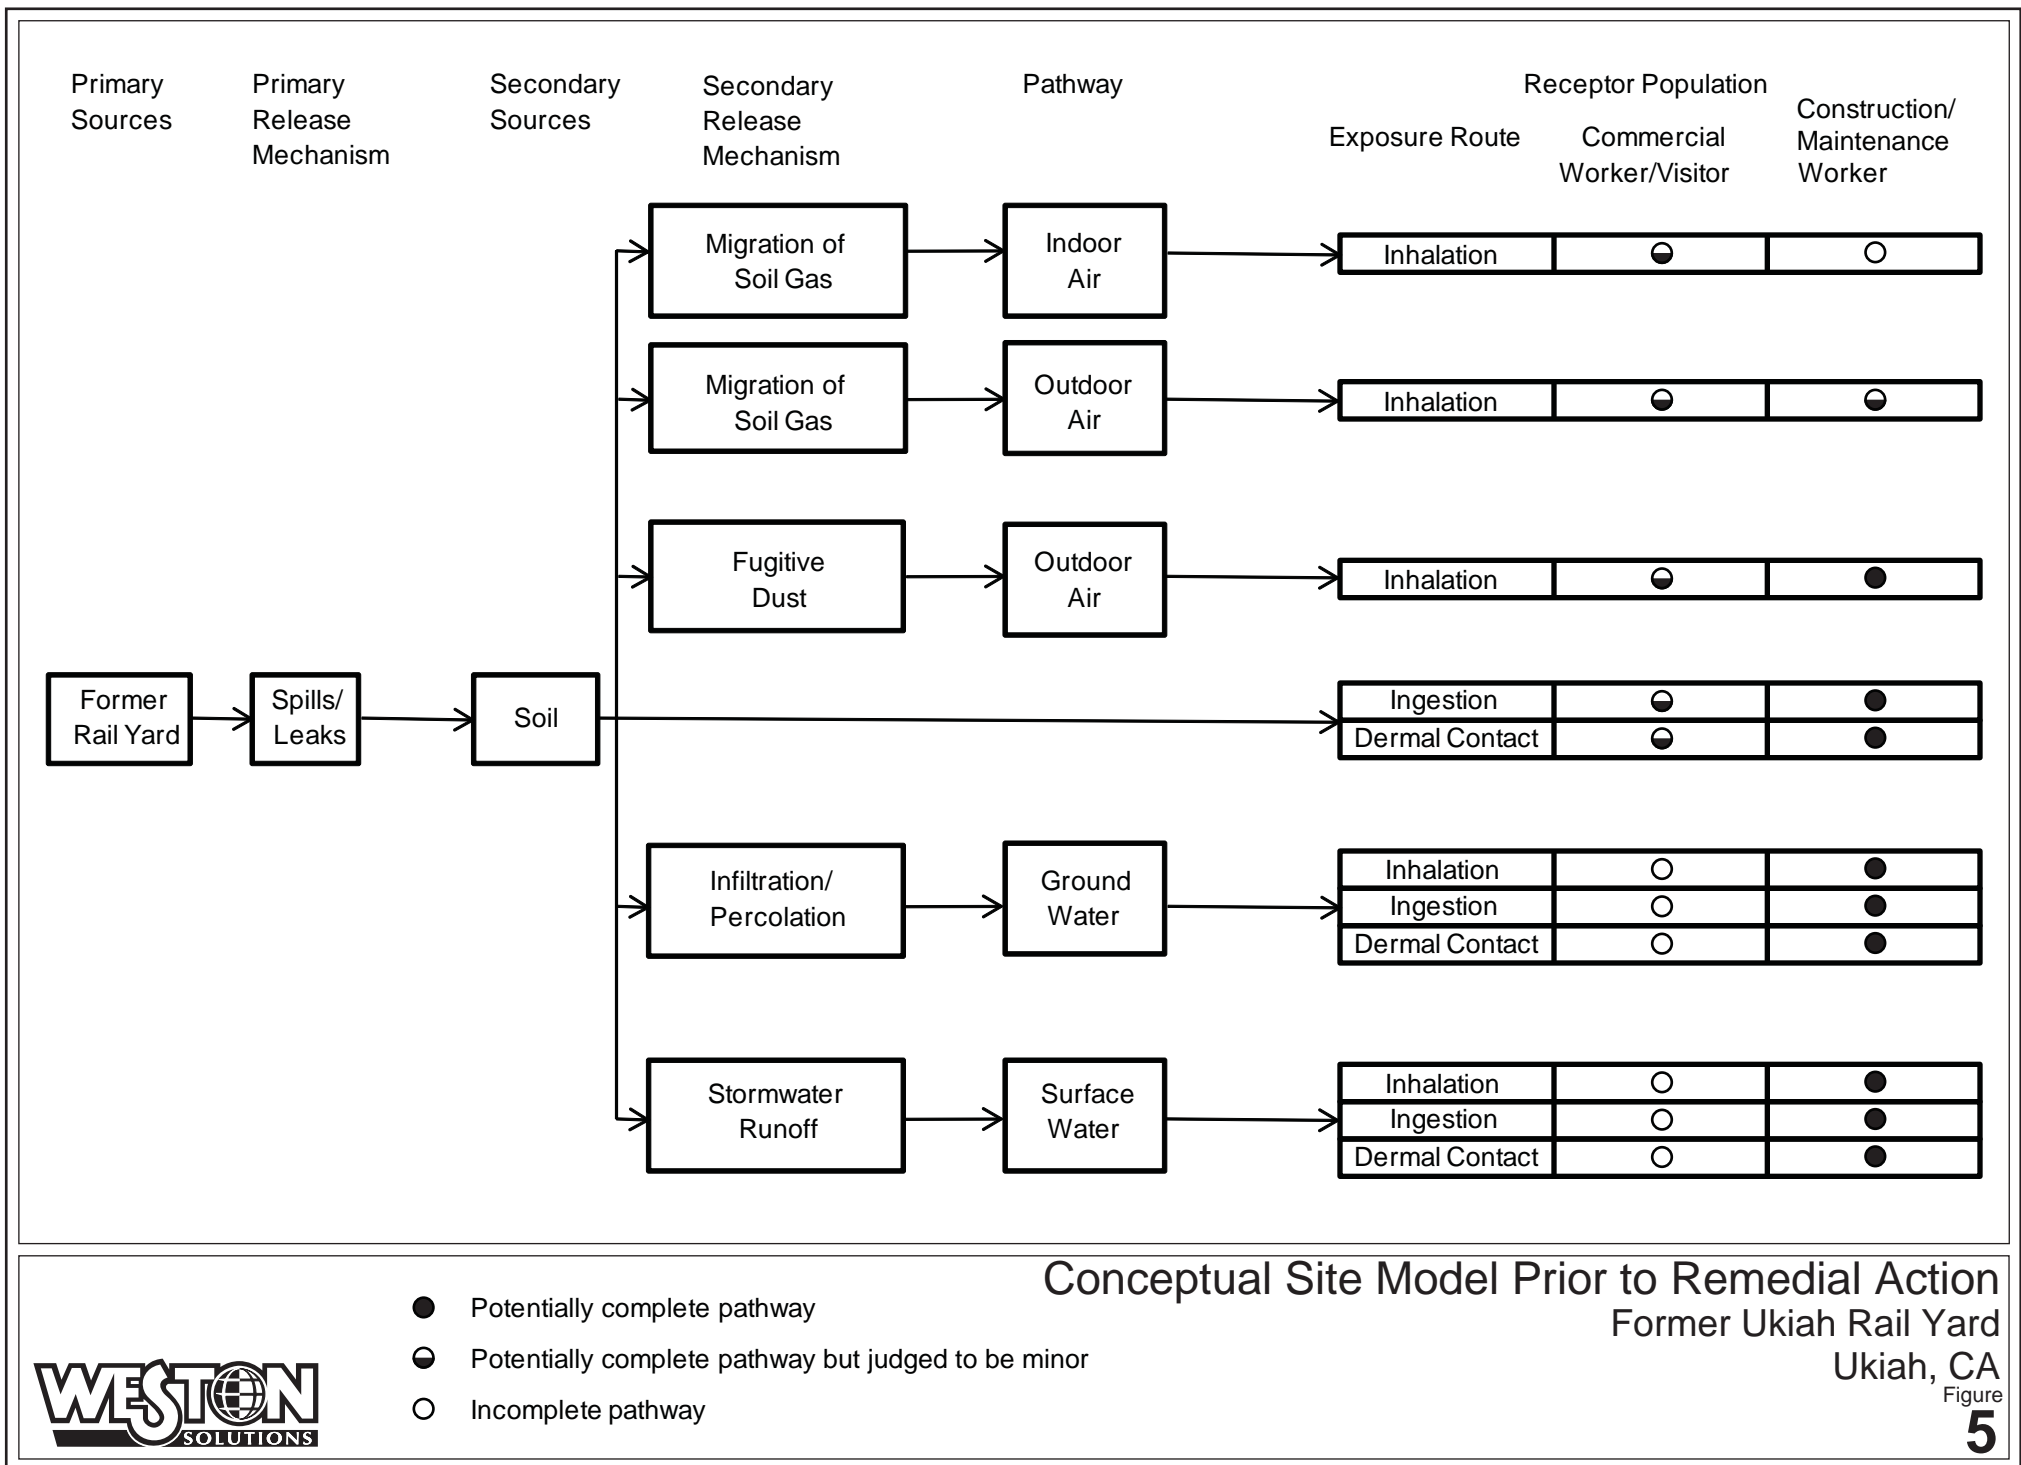 Primary
Sources
Primary
Release
Mechanism
Secondary
Sources
Secondary
Release
Mechanism
Pathway
Receptor Population
Exposure Route
Commercial
Worker/Visitor
Construction/
Maintenance
Worker
Migration of
Soil Gas
Indoor
Air
Inhalation
Migration of
Soil Gas
Outdoor
Air
Inhalation
Fugitive
Dust
Outdoor
Air
Inhalation
Former
Rail Yard
Spills/
Leaks
Soil
Ingestion
Dermal Contact
Infiltration/
Percolation
Ground
Water
Inhalation
Ingestion
Dermal Contact
Stormwater
Runoff
Surface
Water
Inhalation
Ingestion
Dermal Contact
WESTON
SOLUTIONS
Potentially complete pathway
Potentially complete pathway but judged to be minor
Incomplete pathway
Conceptual Site Model Prior to Remedial Action
Former Ukiah Rail Yard
Ukiah, CA
Figure
5